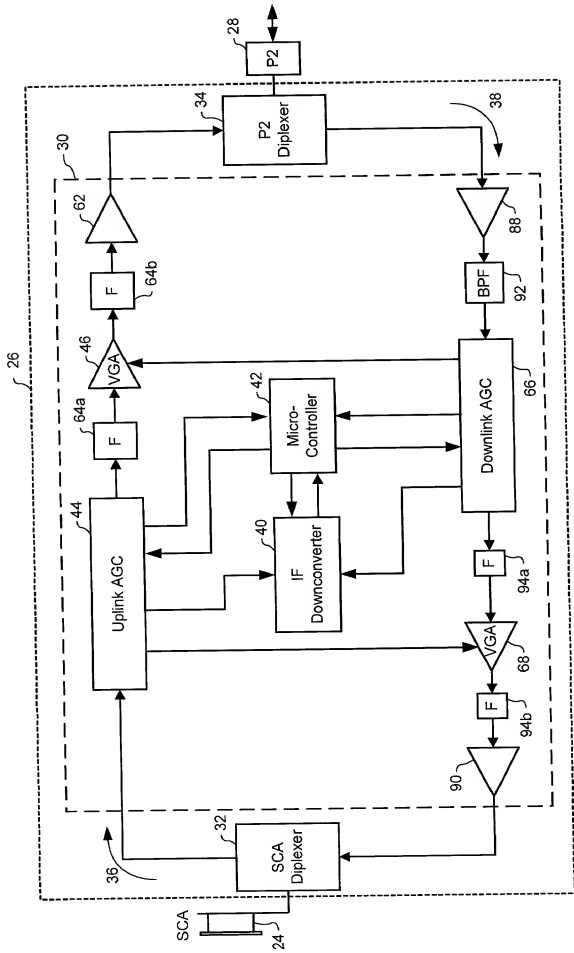 26
30
SCA
24
36
32
SCA
Diplexer
44
Uplink AGC
64a
F
46
VGA
64b
F
62
34
P2
Diplexer
28
P2
38
40
IF
Downconverter
42
Micro-
Controller
90
94b
F
VGA
68
F
94a
Downlink AGC
66
BPF
92
88